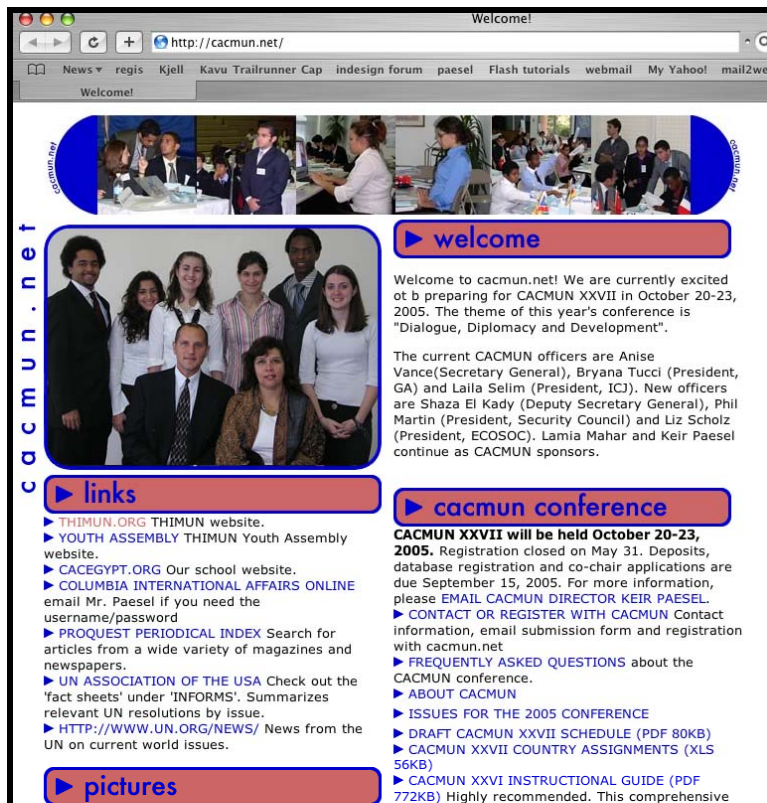 Welcome!
http://cacmun.net/
News regis Kjell Kavu Trailrunner Cap indesign forum paesel Flash tutorials webmail My Yahoo! mail2we
Welcome!
cacmun.net
cacmun.net
cacmun.net
welcome
Welcome to cacmun.net! We are currently excited
ot b preparing for CACMUN XXVII in October 20-23,
2005. The theme of this year's conference is
"Dialogue, Diplomacy and Development".
The current CACMUN officers are Anise
Vance(Secretary General), Bryana Tucci (President,
GA) and Laila Selim (President, ICJ). New officers
are Shaza El Kady (Deputy Secretary General), Phil
Martin (President, Security Council) and Liz Scholz
(President, ECOSOC). Lamia Mahar and Keir Paesel
continue as CACMUN sponsors.
links
THIMUN.ORG THIMUN website.
YOUTH ASSEMBLY THIMUN Youth Assembly
website.
CACEGYPT.ORG Our school website.
COLUMBIA INTERNATIONAL AFFAIRS ONLINE
email Mr. Paesel if you need the
username/password
PROQUEST PERIODICAL INDEX Search for
articles from a wide variety of magazines and
newspapers.
UN ASSOCIATION OF THE USA Check out the
'fact sheets' under 'INFORMS'. Summarizes
relevant UN resolutions by issue.
HTTP://WWW.UN.ORG/NEWS/ News from the
UN on current world issues.
pictures
cacmun conference
CACMUN XXVII will be held October 20-23,
2005. Registration closed on May 31. Deposits,
database registration and co-chair applications are
due September 15, 2005. For more information,
please EMAIL CACMUN DIRECTOR KEIR PAESEL.
CONTACT OR REGISTER WITH CACMUN Contact
information, email submission form and registration
with cacmun.net
FREQUENTLY ASKED QUESTIONS about the
CACMUN conference.
ABOUT CACMUN
ISSUES FOR THE 2005 CONFERENCE
DRAFT CACMUN XXVII SCHEDULE (PDF 80KB)
CACMUN XXVII COUNTRY ASSIGNMENTS (XLS
56KB)
CACMUN XXVI INSTRUCTIONAL GUIDE (PDF
772KB) Highly recommended. This comprehensive